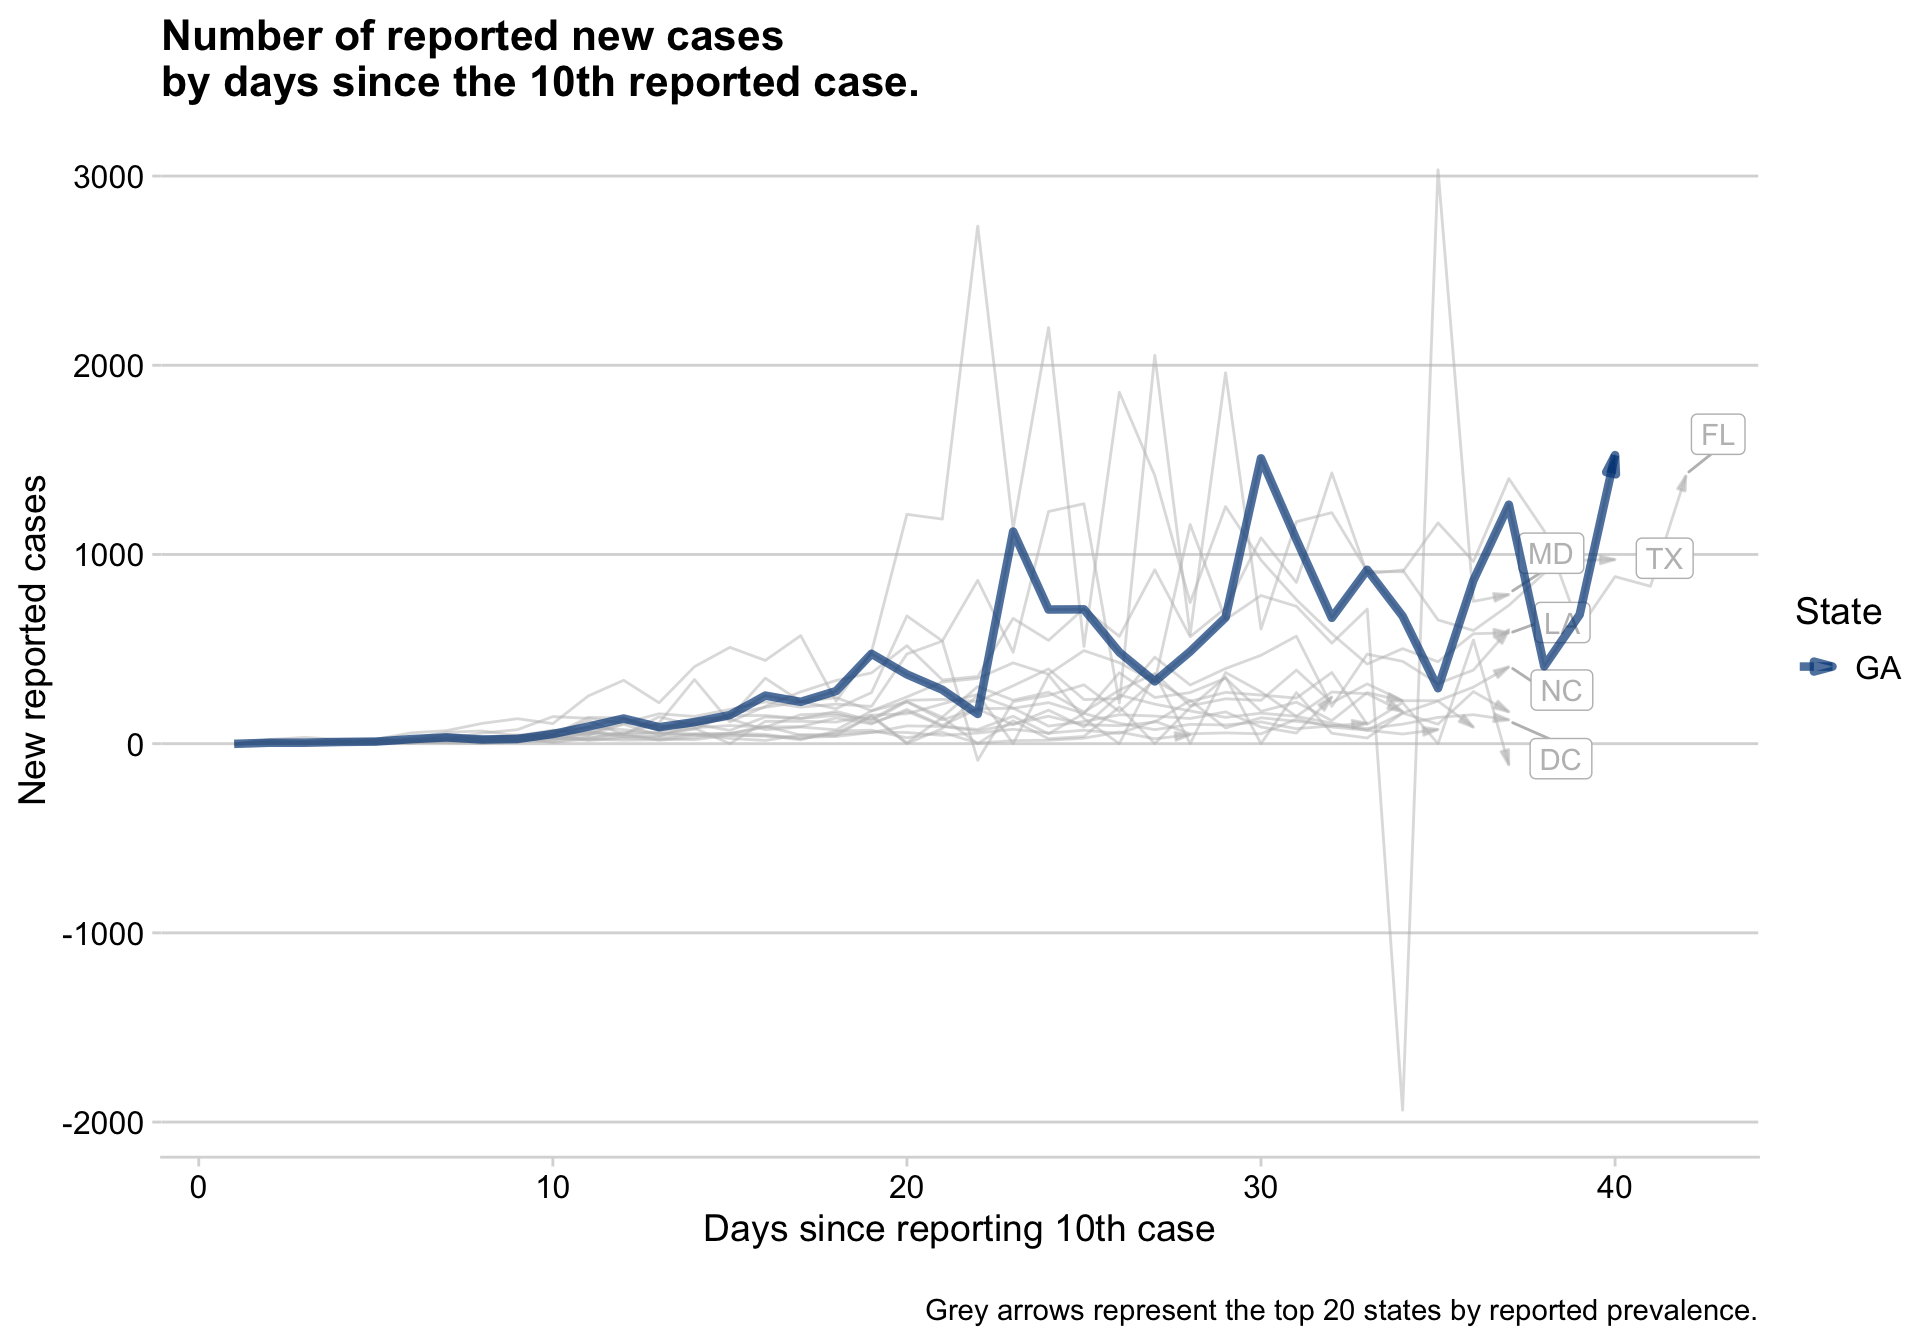 Number of reported new cases
by days since the 10th reported case.
3000
2000
1000
0
-1000
-2000
New reported cases
FL
MD
TX
LA
NC
DC
State
GA
0 10 20 30 40
Days since reporting 10th case
Grey arrows represent the top 20 states by reported prevalence.